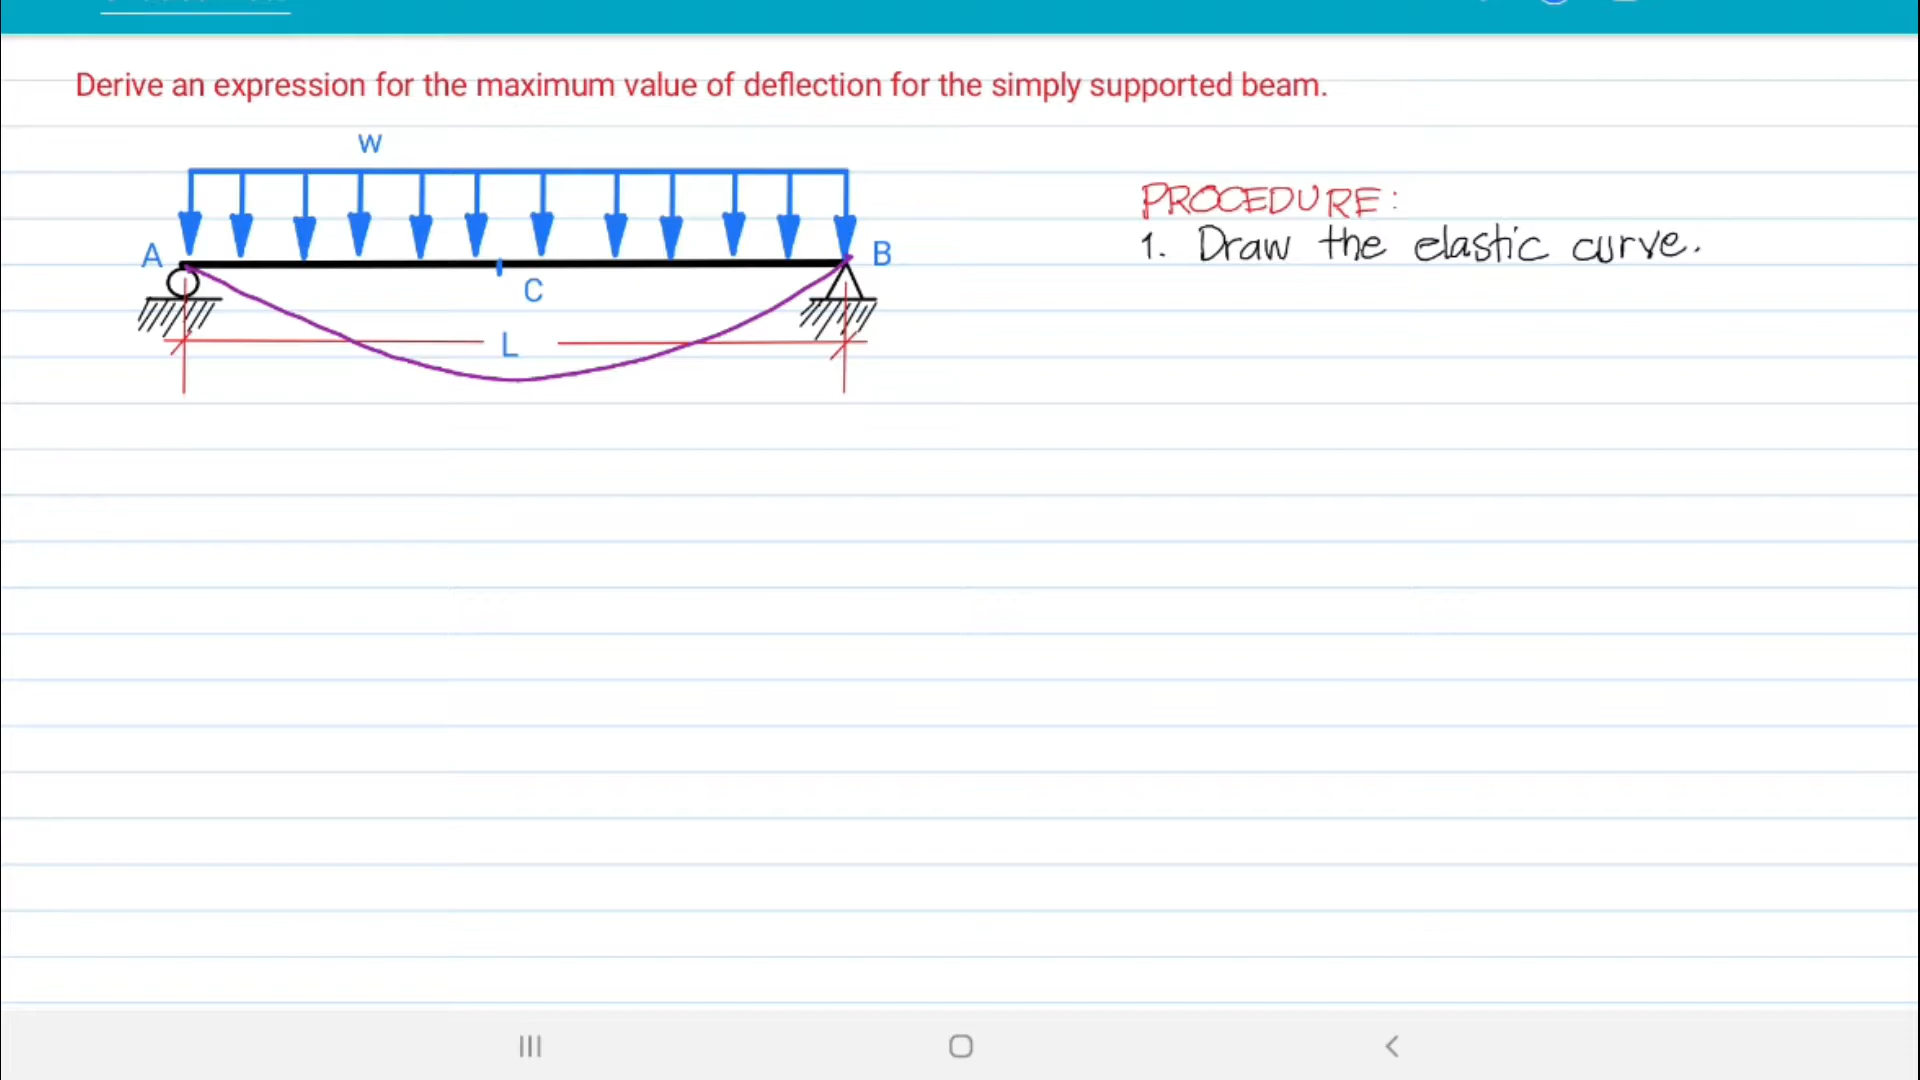 Derive an expression for the maximum value of deflection for the simply supported beam.
w
PROCEDURE:
1. Draw the elastic curve.
A
B
C
L